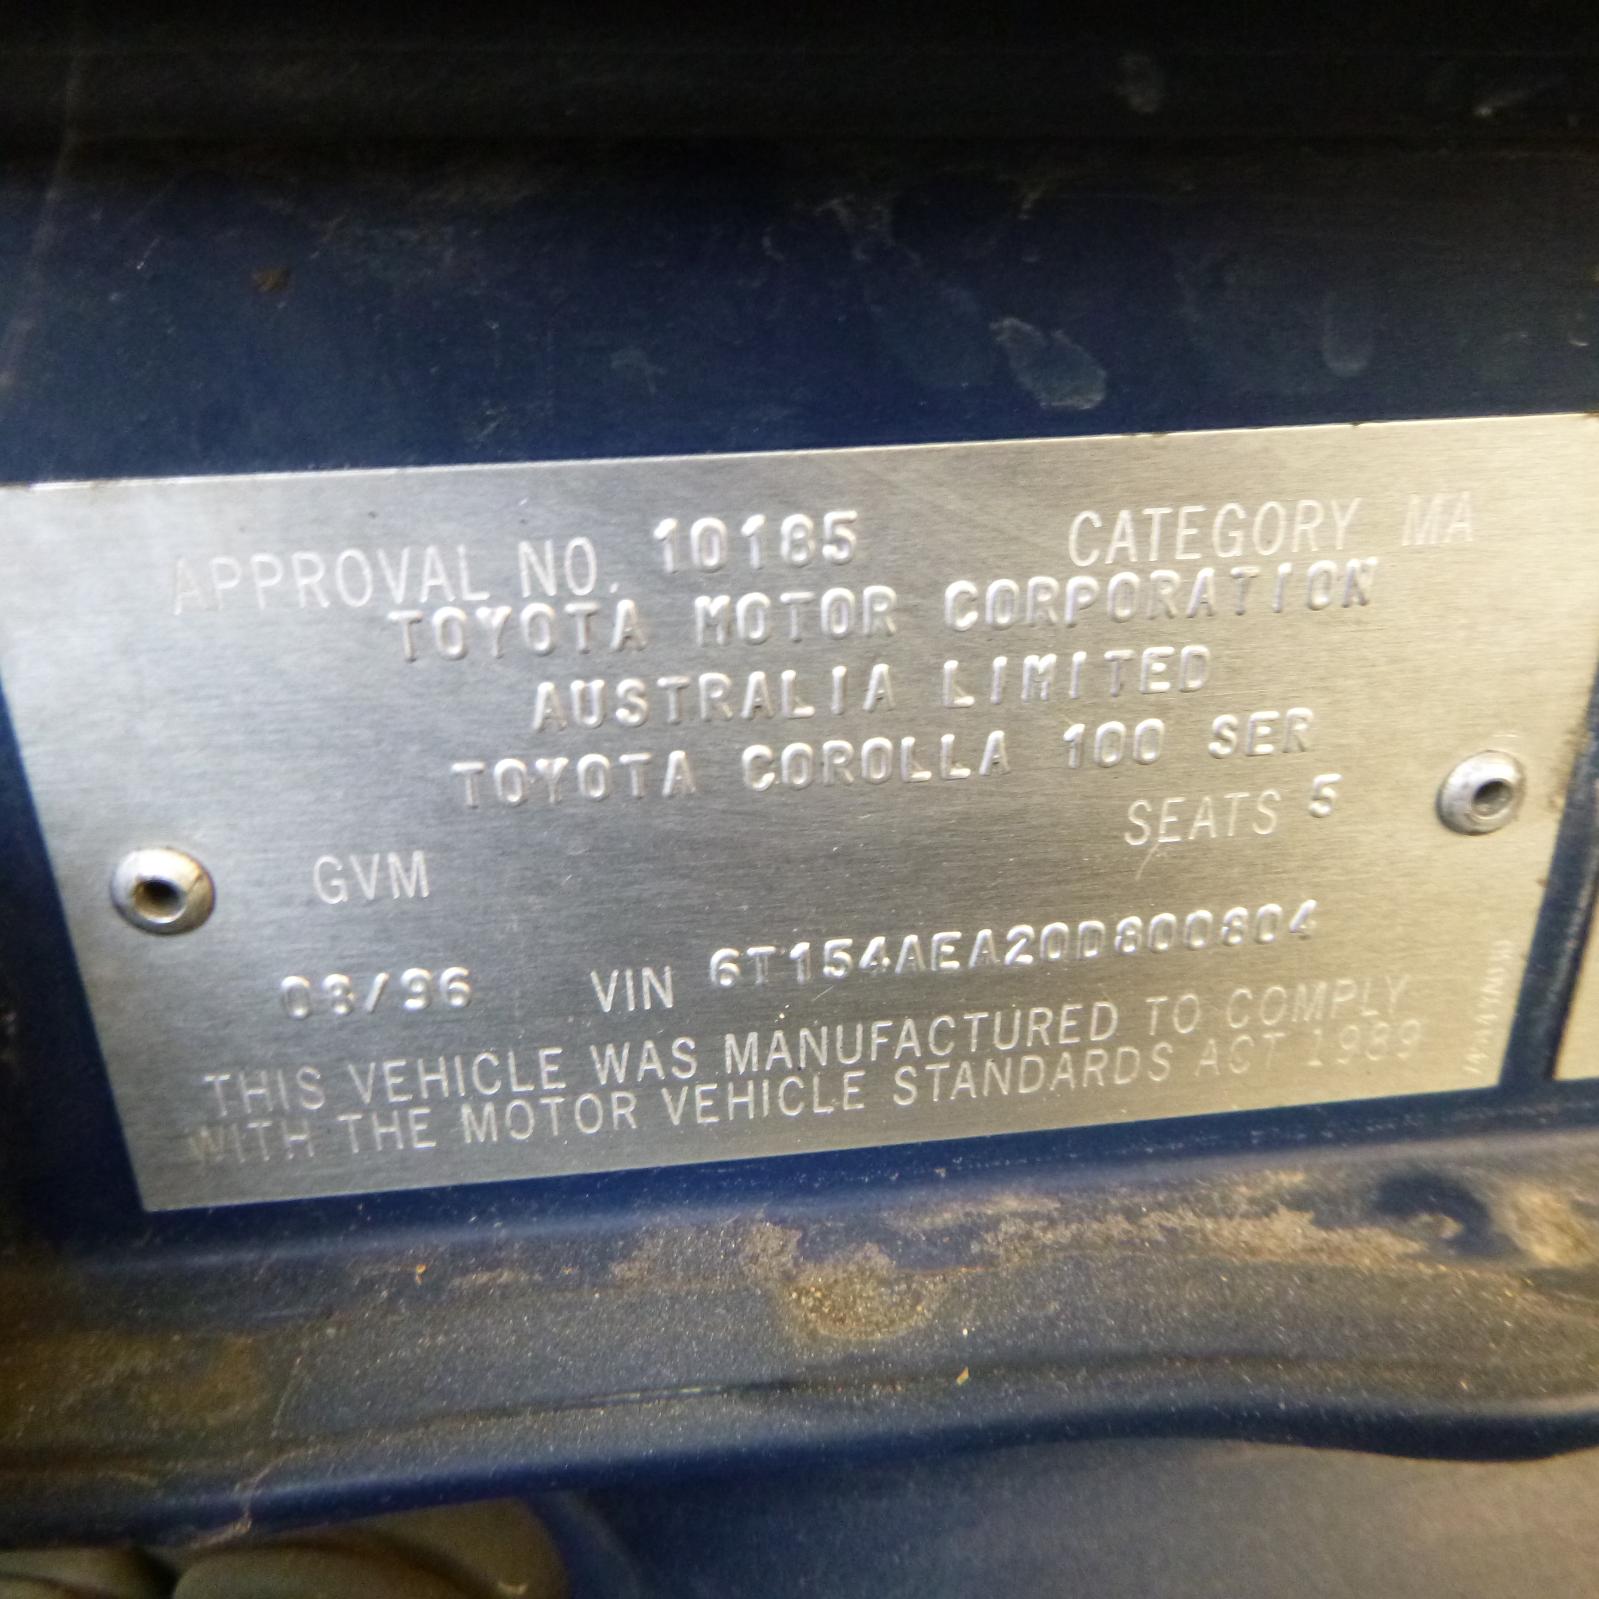 APPROVAL NO. 10185 CATEGORY MA
TOYOTA MOTOR CORPORATION
AUSTRALIA LIMITED
TOYOTA COROLLA 100 SER
SEATS 5
GVM
08/96 VIN 6T154AEA20D800804
THIS VEHICLE WAS MANUFACTURED TO COMPLY
WITH THE MOTOR VEHICLE STANDARDS ACT 1989